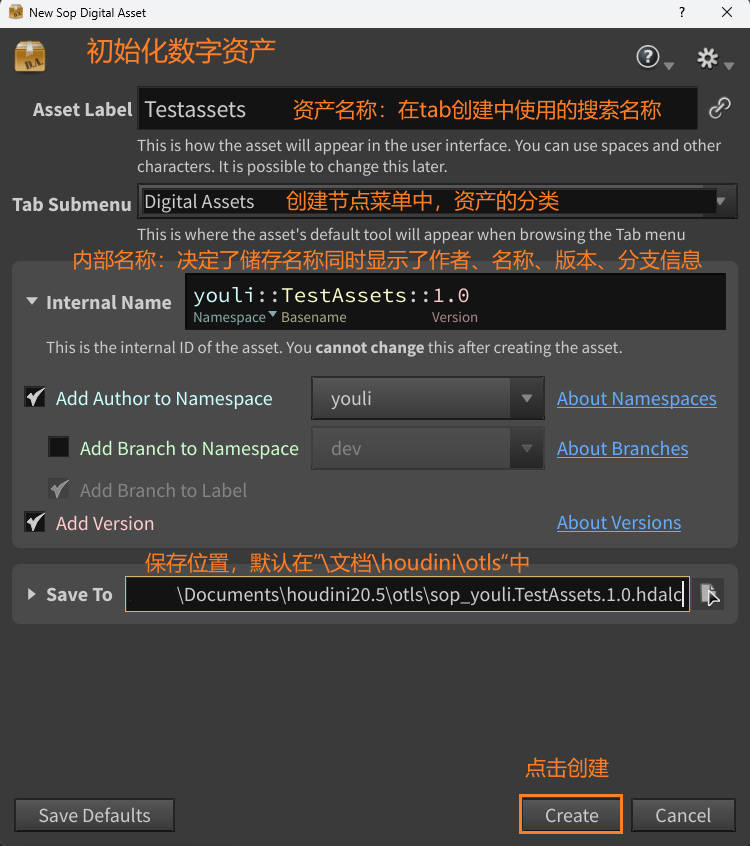 New Sop Digital Asset
?
D.A.
初始化数字资产
?
Asset Label Testassets 资产名称：在tab创建中使用的搜索名称
This is how the asset will appear in the user interface. You can use spaces and other
characters. It is possible to change this later.
Tab Submenu Digital Assets 创建节点菜单中，资产的分类
This is where the asset's default tool will appear when browsing the Tab menu
内部名称：决定了储存名称同时显示了作者、名称、版本、分支信息
Internal Name youli::TestAssets::1.0
Namespace Basename Version
This is the internal ID of the asset. You cannot change this after creating the asset.
Add Author to Namespace youli About Namespaces
Add Branch to Namespace dev About Branches
Add Branch to Label
Add Version About Versions
保存位置，默认在"\文档\houdini\otls"中
Save To \Documents\houdini20.5\otls\sop_youli.TestAssets.1.0.hdalc
点击创建
Save Defaults Create Cancel